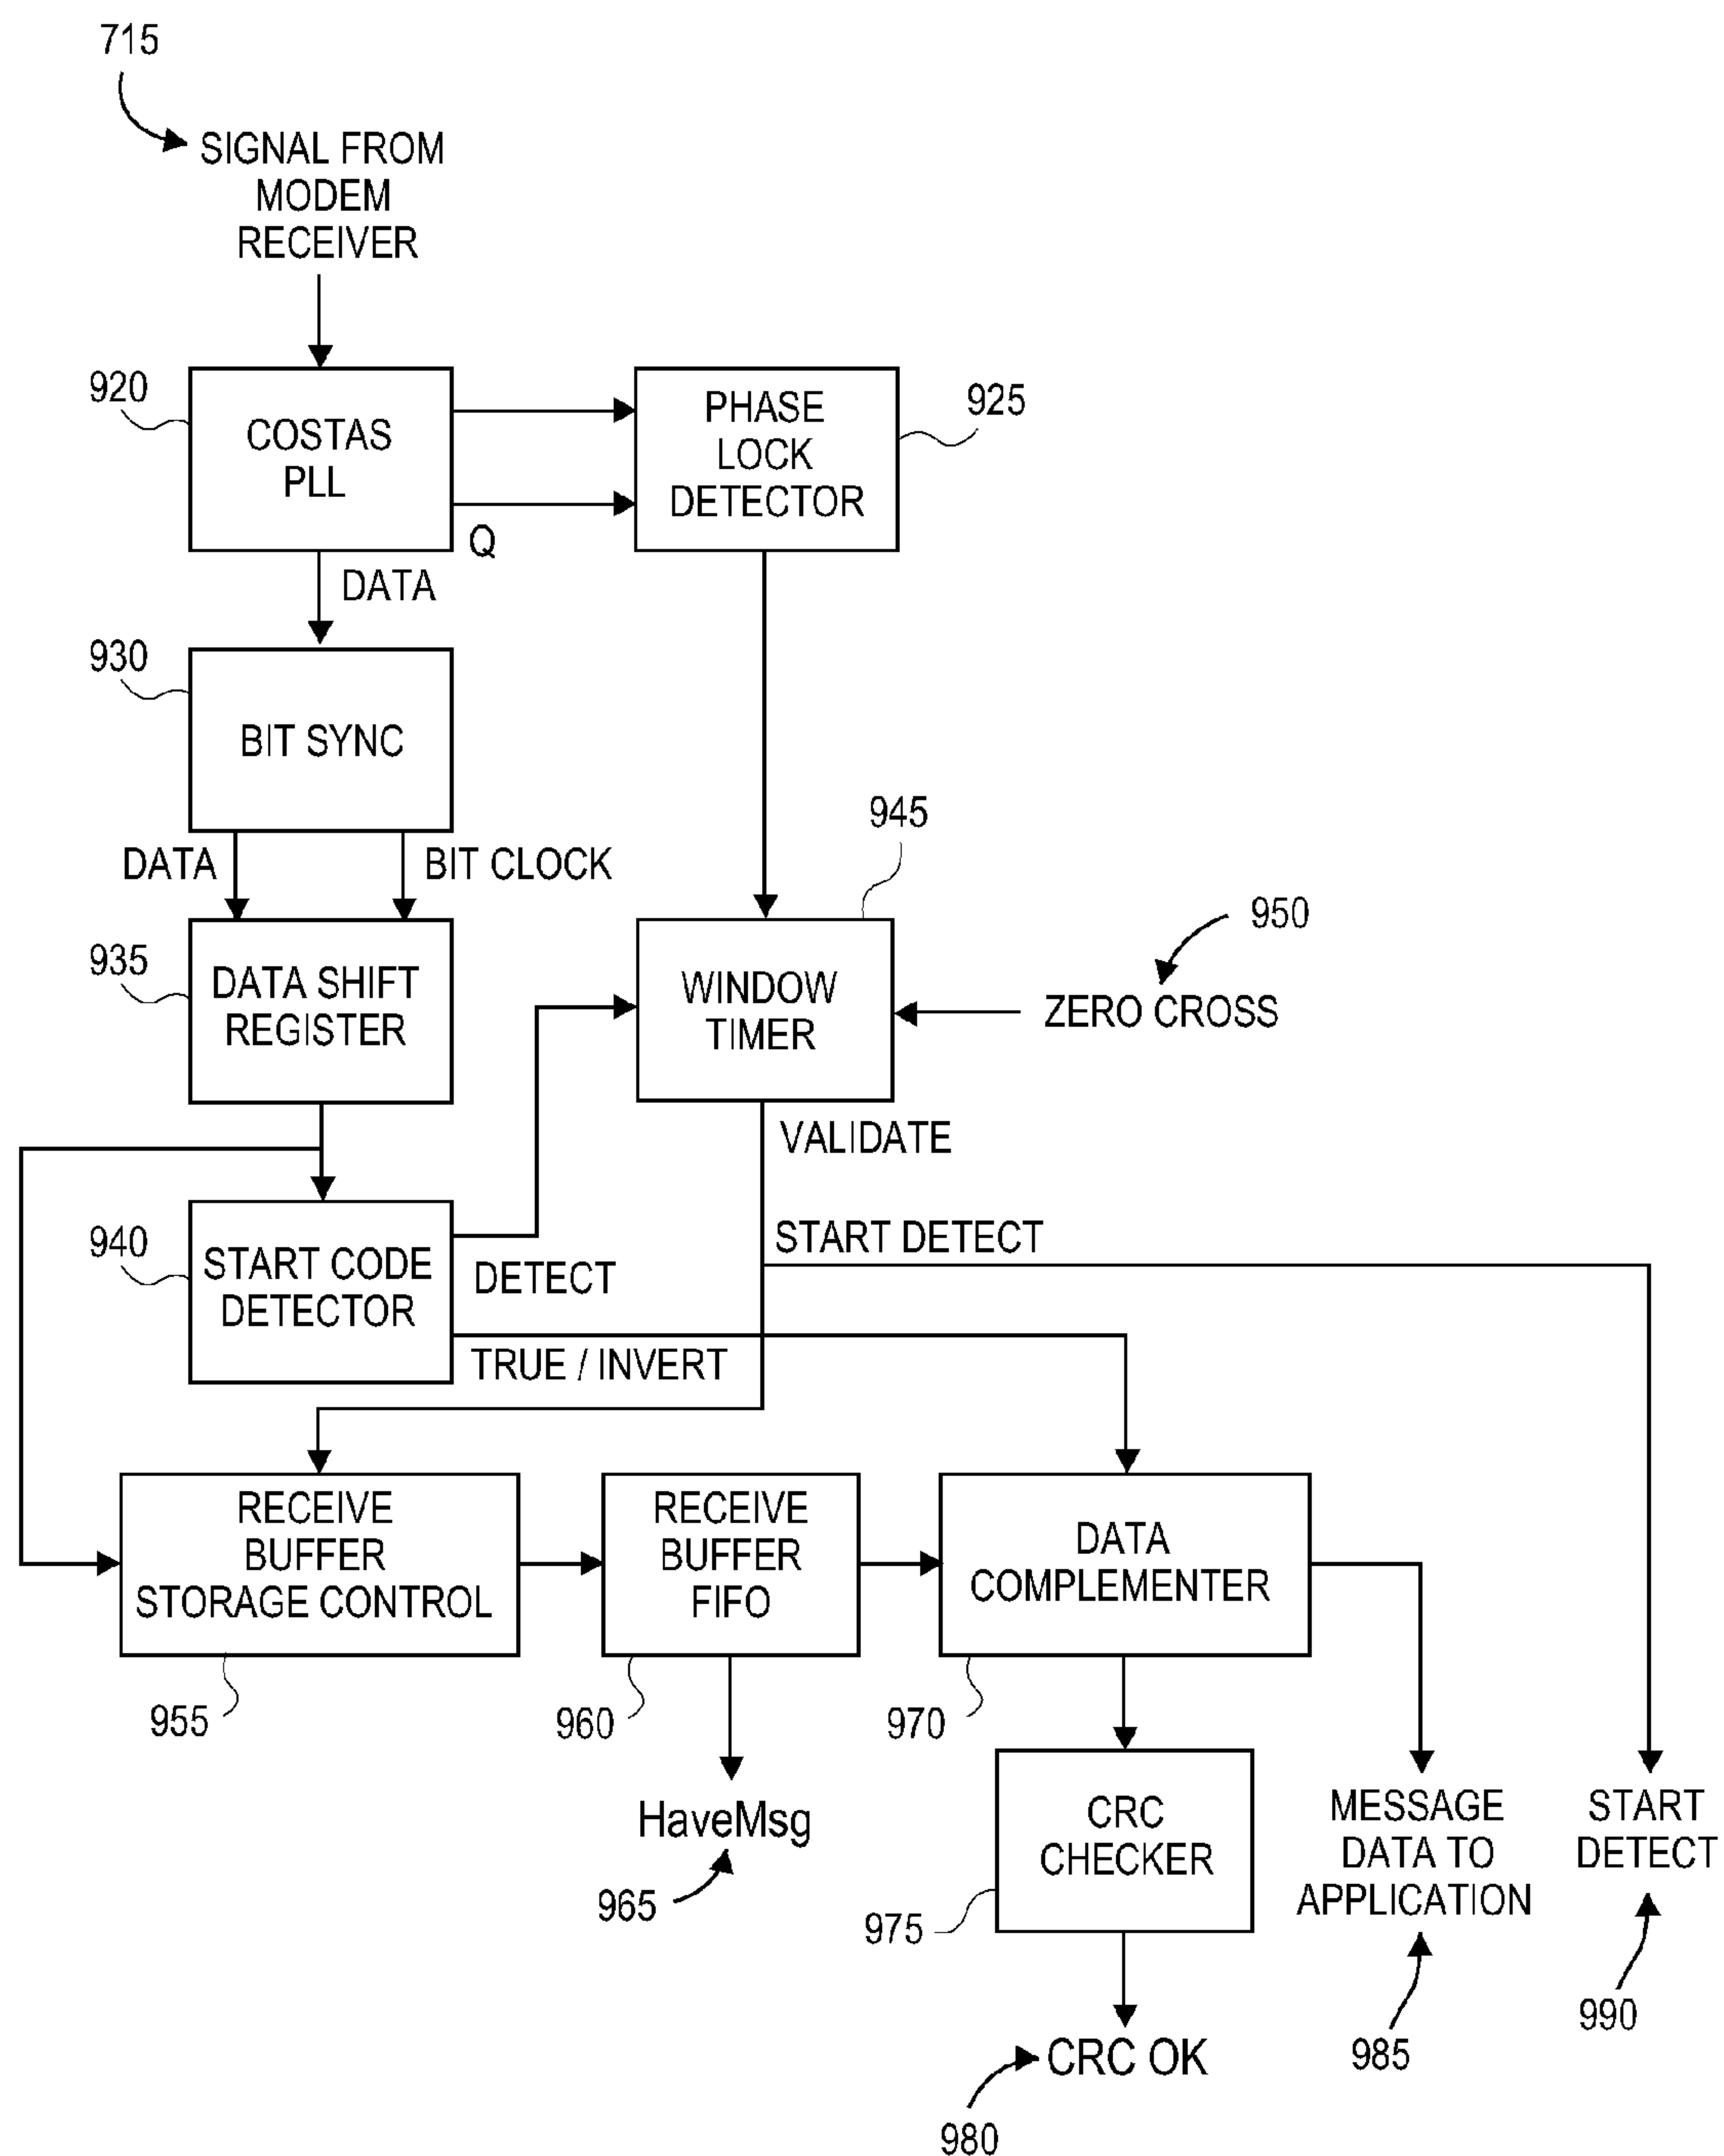 715
SIGNAL FROM
MODEM
RECEIVER
920
COSTAS
PLL
PHASE
LOCK
DETECTOR
925
Q
DATA
930
BIT SYNC
DATA
BIT CLOCK
945
950
935
DATA SHIFT
REGISTER
WINDOW
TIMER
ZERO CROSS
VALIDATE
940
START CODE
DETECTOR
DETECT
START DETECT
TRUE / INVERT
RECEIVE
BUFFER
STORAGE CONTROL
RECEIVE
BUFFER
FIFO
DATA
COMPLEMENTER
955
960
970
HaveMsg
965
CRC
CHECKER
975
MESSAGE
DATA TO
APPLICATION
START
DETECT
990
985
CRC OK
980